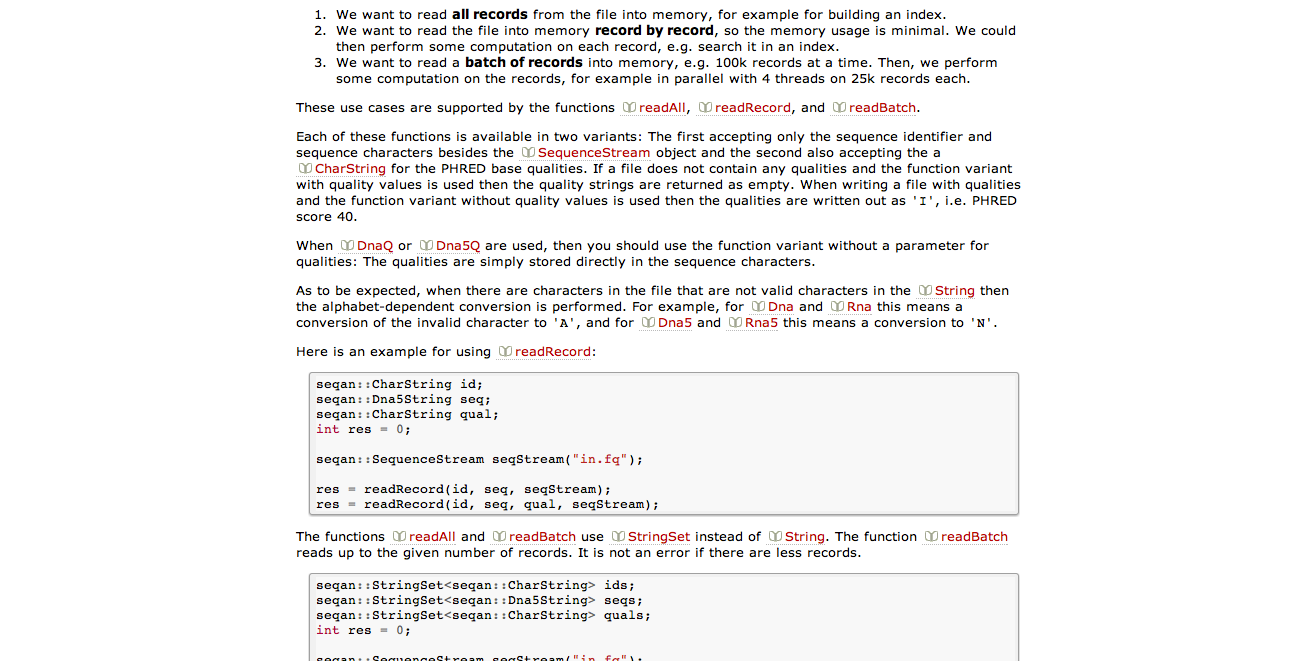 1. We want to read all records from the file into memory, for example for building an index.
2. We want to read the file into memory record by record, so the memory usage is minimal. We could
then perform some computation on each record, e.g. search it in an index.
3. We want to read a batch of records into memory, e.g. 100k records at a time. Then, we perform
some computation on the records, for example in parallel with 4 threads on 25k records each.
These use cases are supported by the functions readAll, readRecord, and readBatch.
Each of these functions is available in two variants: The first accepting only the sequence identifier and
sequence characters besides the SequenceStream object and the second also accepting the a
CharString for the PHRED base qualities. If a file does not contain any qualities and the function variant
with quality values is used then the quality strings are returned as empty. When writing a file with qualities
and the function variant without quality values is used then the qualities are written out as 'I', i.e. PHRED
score 40.
When DnaQ or Dna5Q are used, then you should use the function variant without a parameter for
qualities: The qualities are simply stored directly in the sequence characters.
As to be expected, when there are characters in the file that are not valid characters in the String then
the alphabet-dependent conversion is performed. For example, for Dna and Rna this means a
conversion of the invalid character to 'A', and for Dna5 and Rna5 this means a conversion to 'N'.
Here is an example for using readRecord:
seqan::CharString id;
seqan::Dna5String seq;
seqan::CharString qual;
int res = 0;
seqan::SequenceStream seqStream("in.fq");
res = readRecord(id, seq, seqStream);
res = readRecord(id, seq, qual, seqStream);
The functions readAll and readBatch use StringSet instead of String. The function readBatch
reads up to the given number of records. It is not an error if there are less records.
seqan::StringSet<seqan::CharString> ids;
seqan::StringSet<seqan::Dna5String> seqs;
seqan::StringSet<seqan::CharString> quals;
int res = 0;
seqan::SequenceStream seqStream("in.fq");